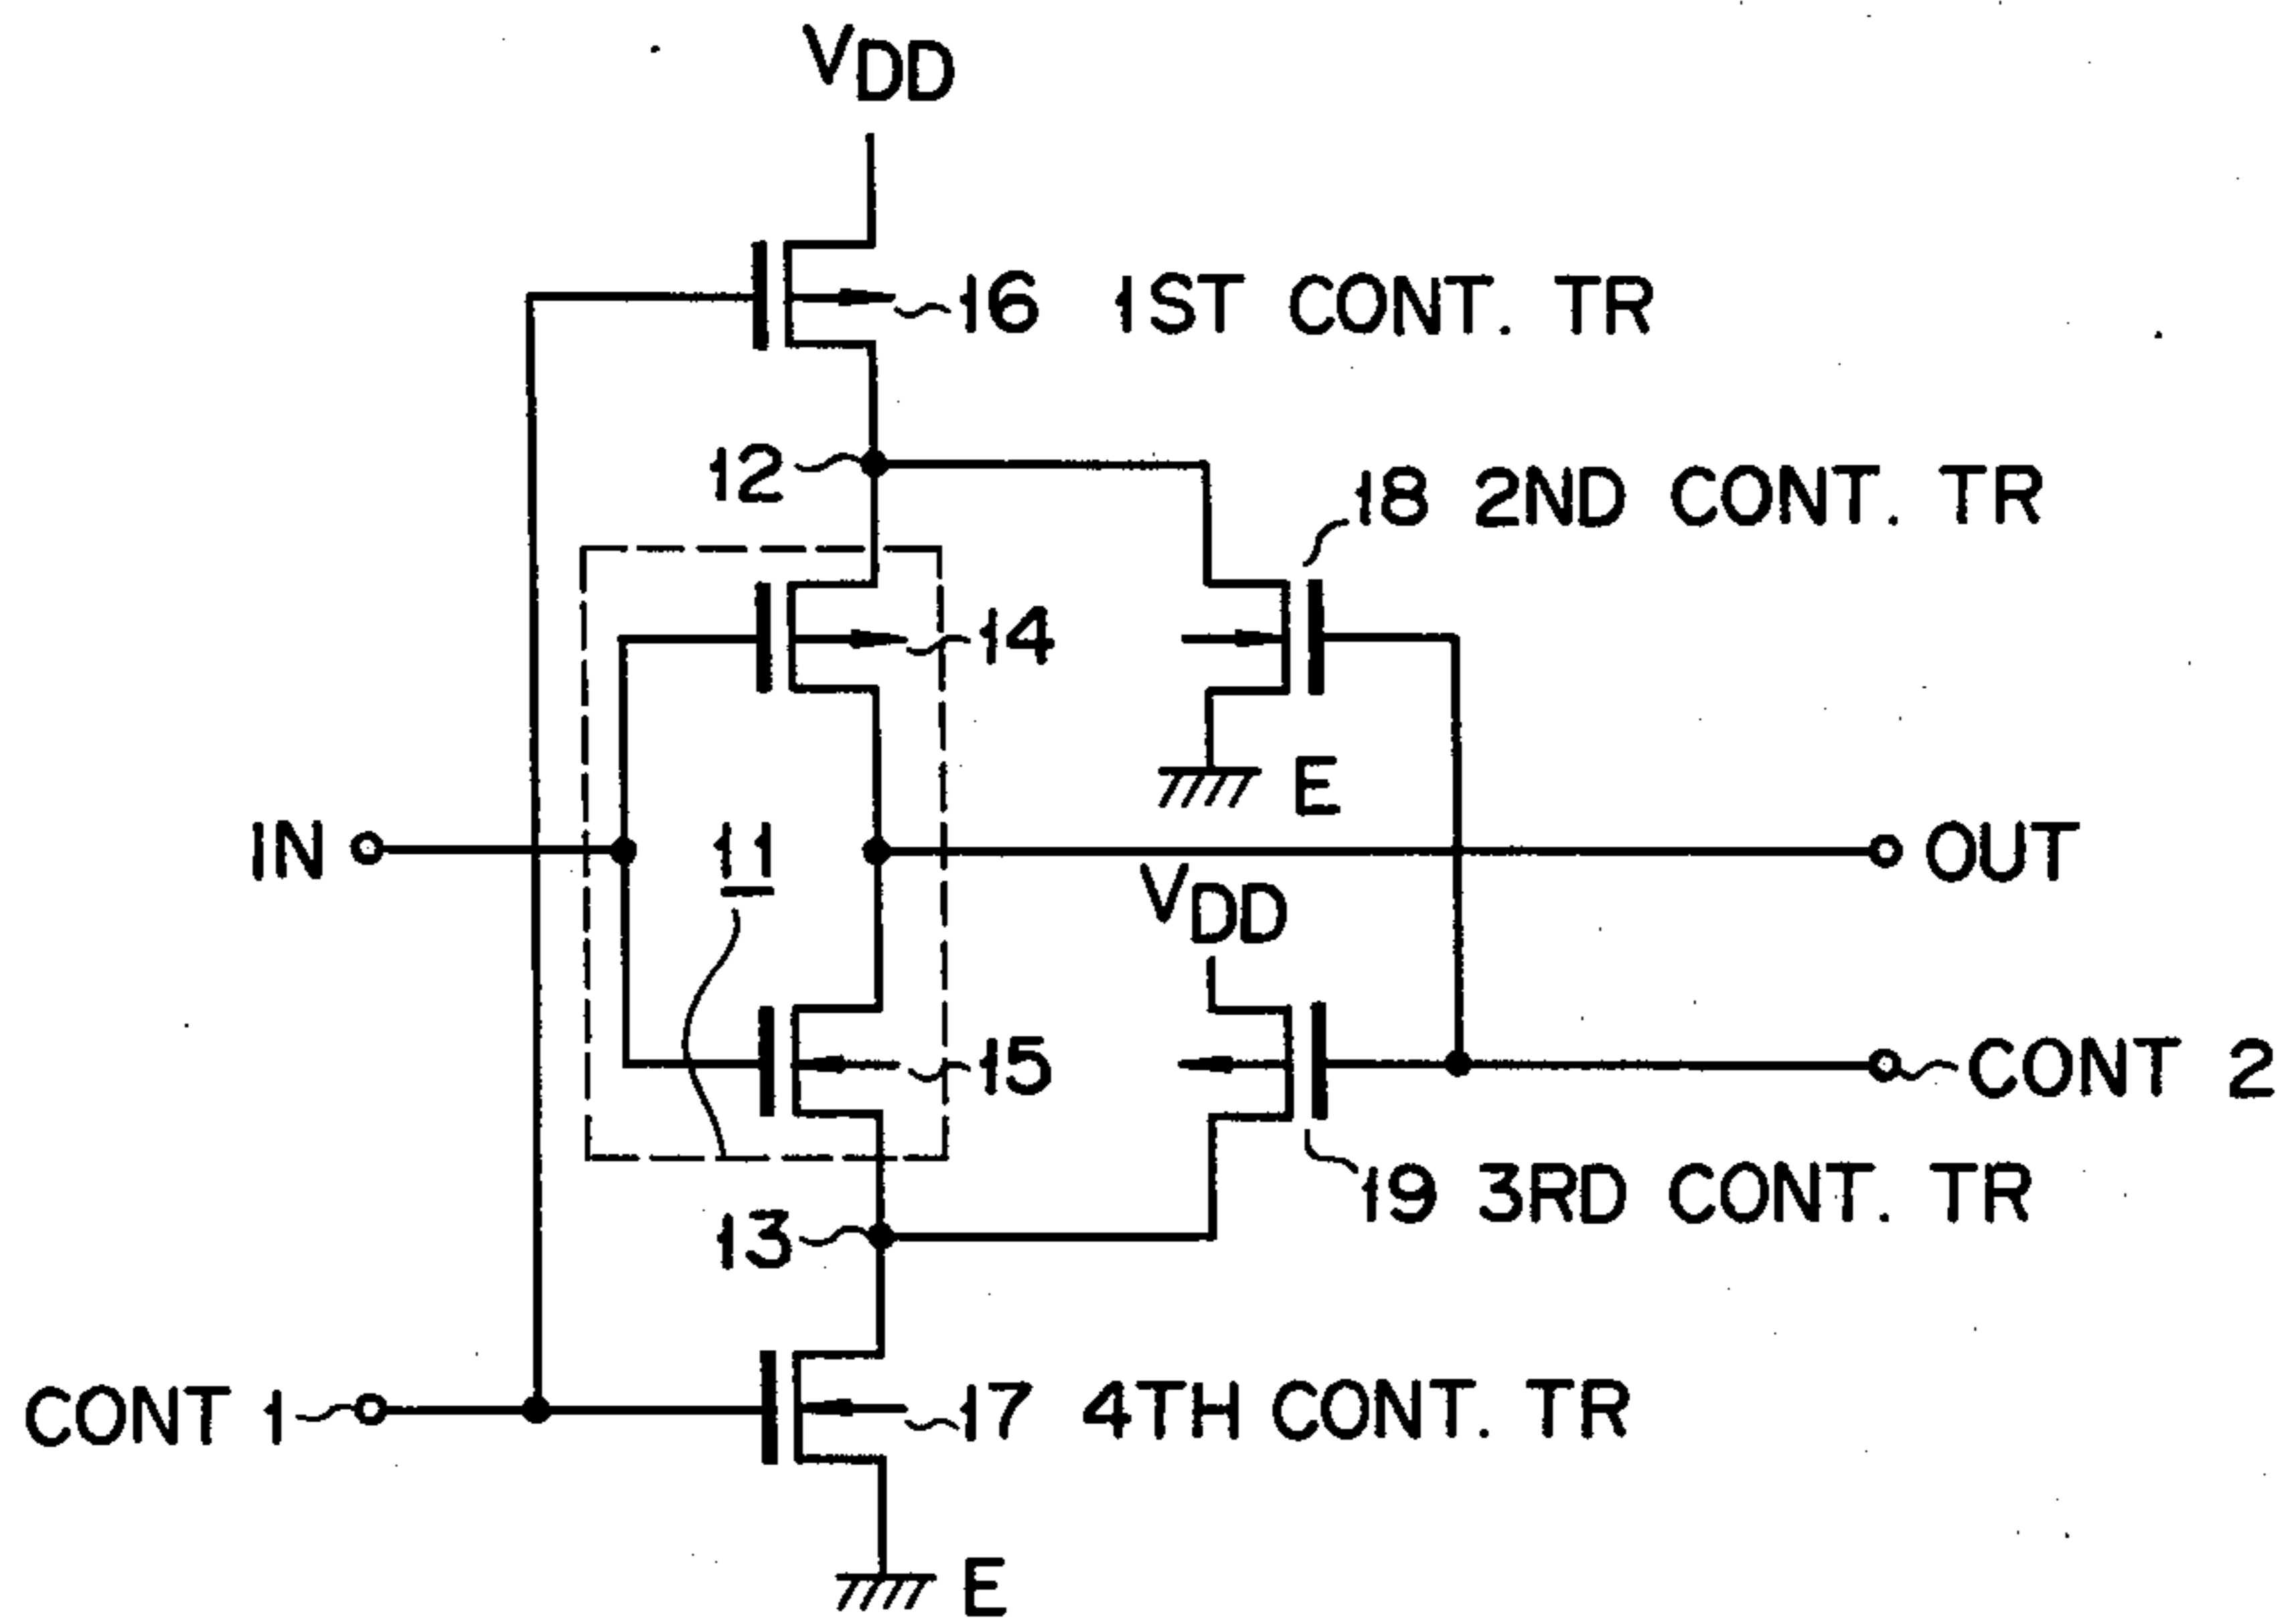 VDD
16 1ST CONT. TR
12
18 2ND CONT. TR
14
E
IN
11
OUT
VDD
15
CONT 2
19 3RD CONT. TR
13
CONT 1
17 4TH CONT. TR
E